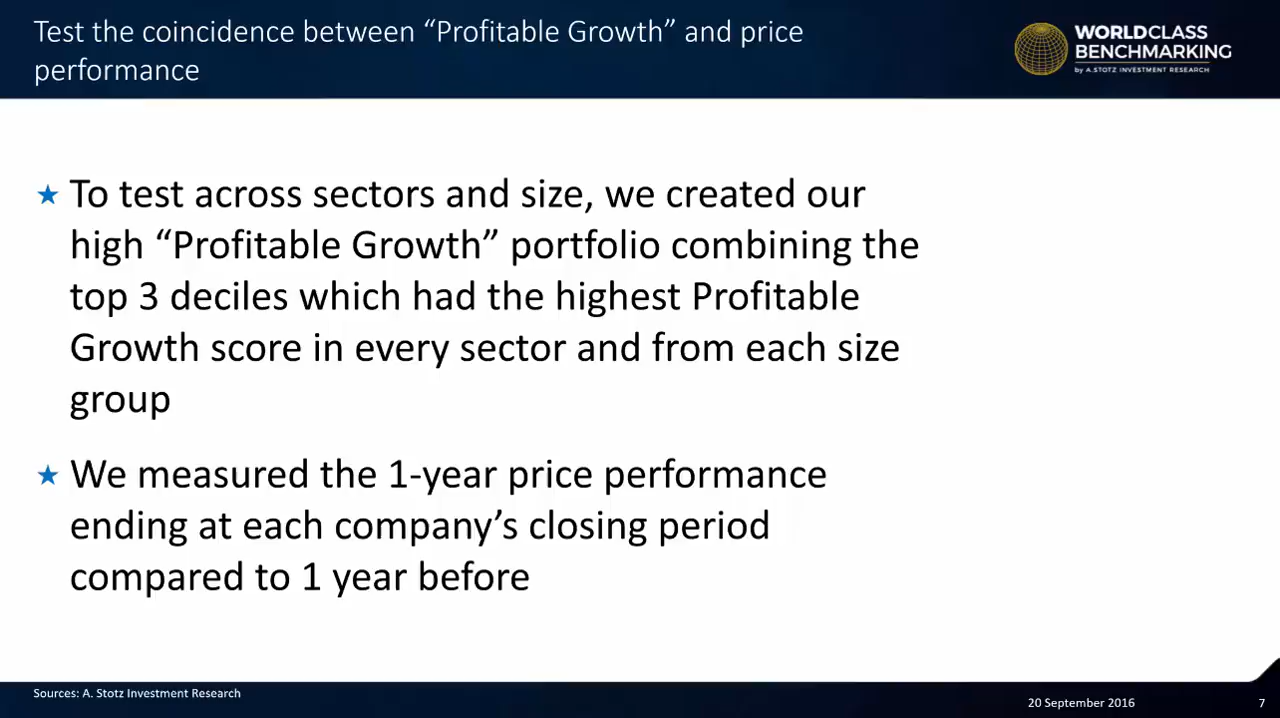 Test the coincidence between “Profitable Growth” and price
performance
WORLDCLASS
BENCHMARKING
by A.STOTZ INVESTMENT RESEARCH
To test across sectors and size, we created our
high “Profitable Growth” portfolio combining the
top 3 deciles which had the highest Profitable
Growth score in every sector and from each size
group
We measured the 1-year price performance
ending at each company’s closing period
compared to 1 year before
Sources: A. Stotz Investment Research
20 September 2016
7